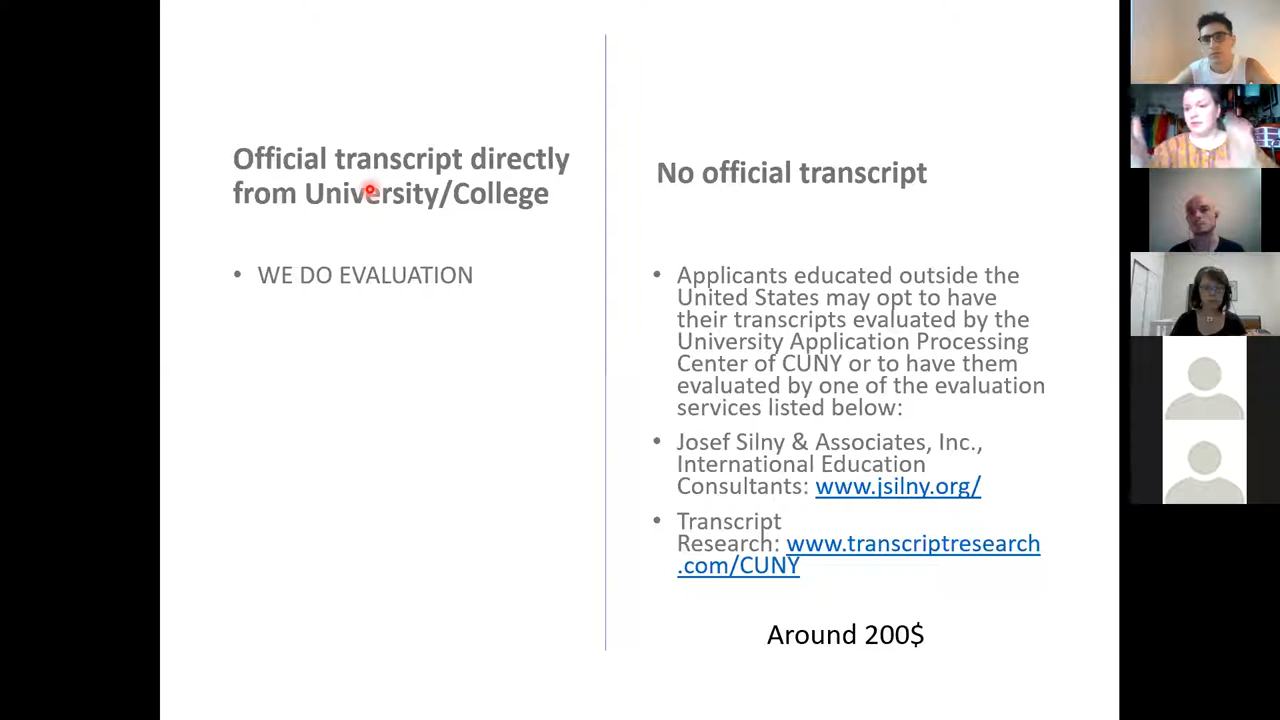 Official transcript directly
from University/College
• WE DO EVALUATION
No official transcript
• Applicants educated outside the
United States may opt to have
their transcripts evaluated by the
University Application Processing
Center of CUNY or to have them
evaluated by one of the evaluation
services listed below:
• Josef Silny & Associates, Inc.,
International Education
Consultants: www.jsilny.org/
• Transcript
Research: www.transcriptresearch
.com/CUNY
Around 200$